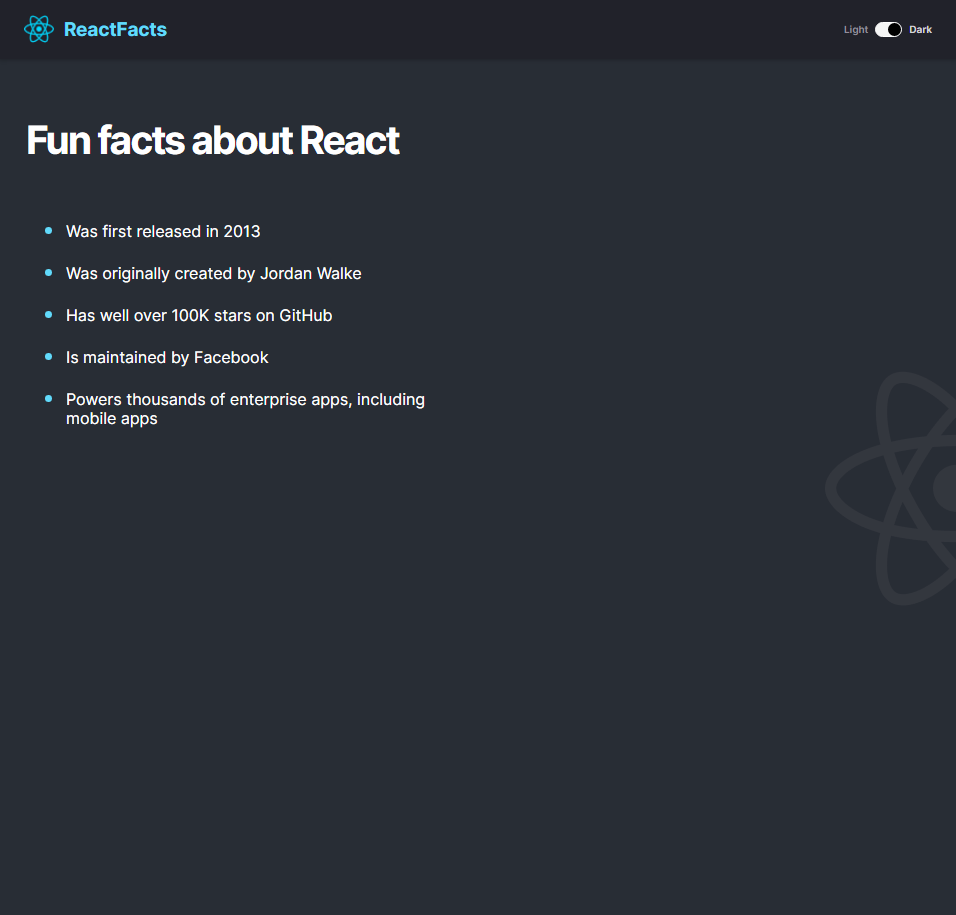 ReactFacts
Light Dark
Fun facts about React
Was first released in 2013
Was originally created by Jordan Walke
Has well over 100K stars on GitHub
Is maintained by Facebook
Powers thousands of enterprise apps, including
mobile apps